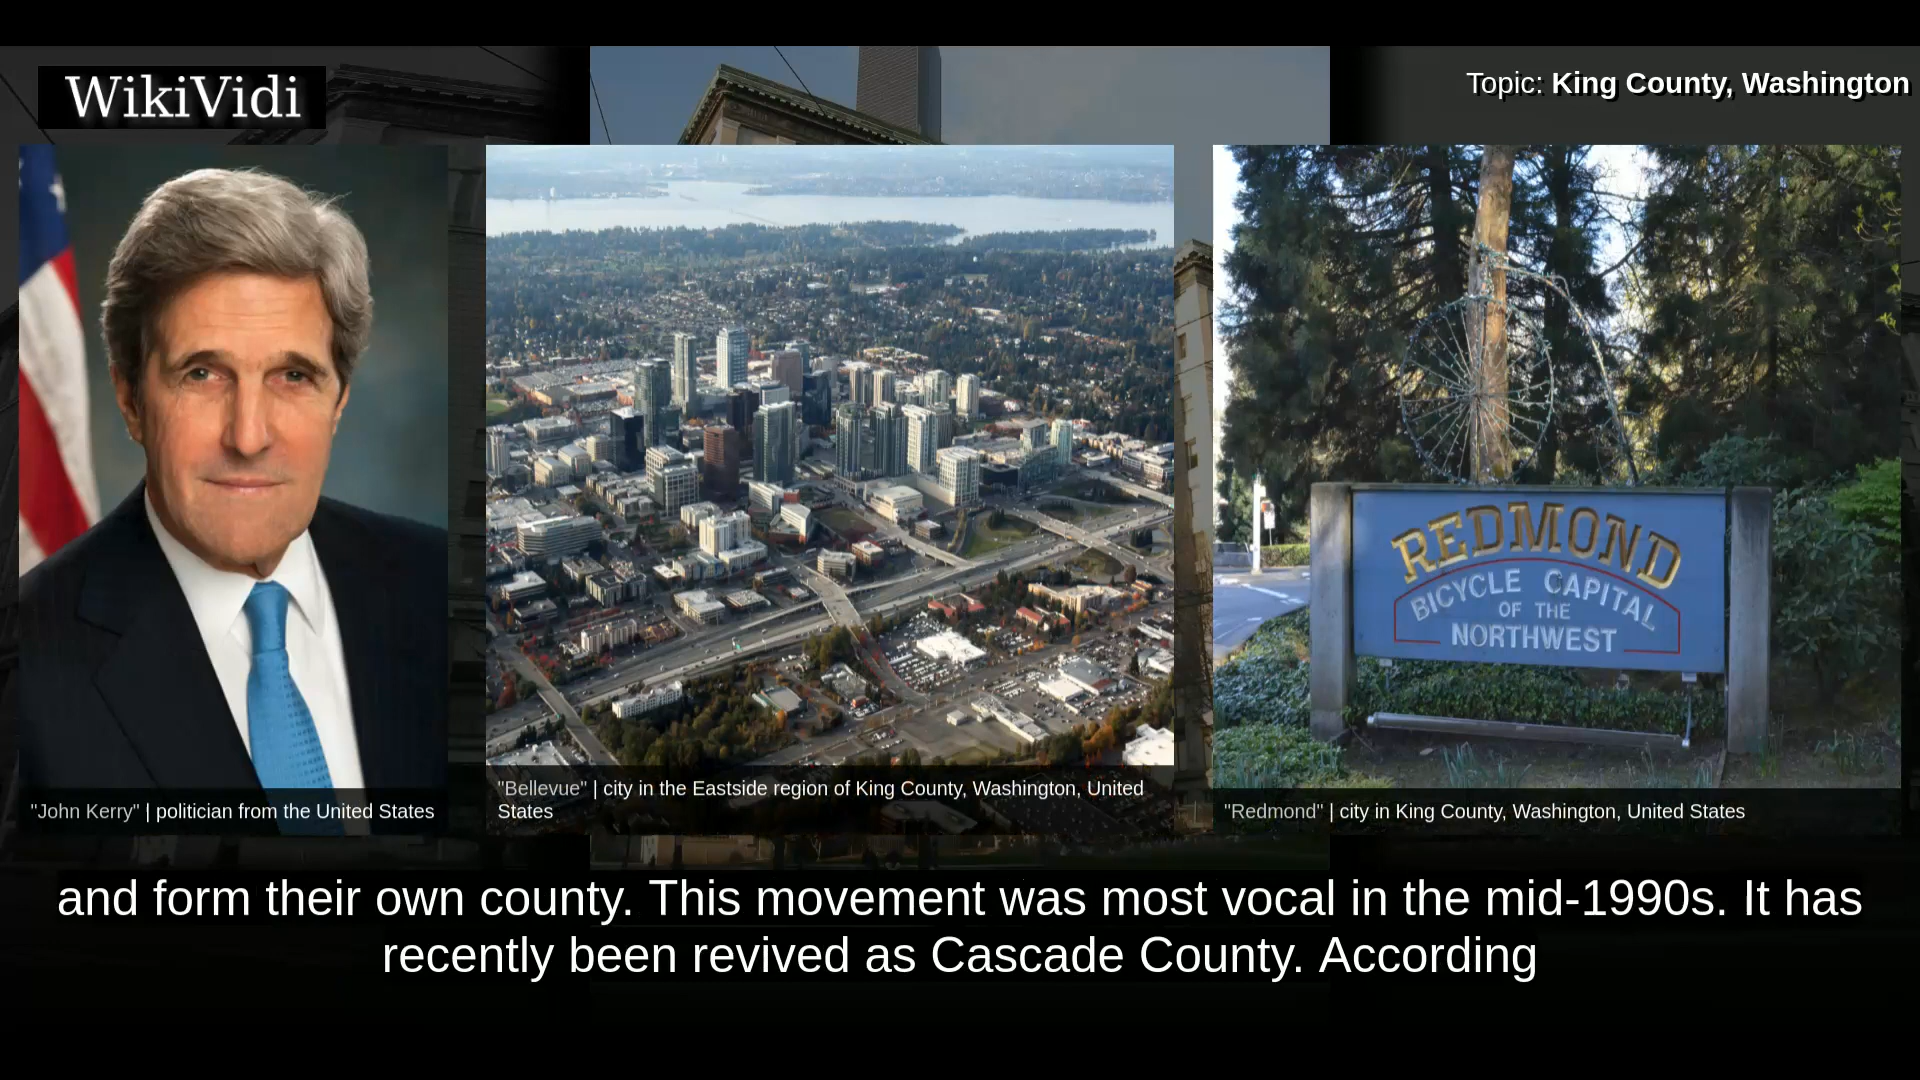 WikiVidi
Topic: King County, Washington
REDMOND
BICYCLE CAPITAL
OF THE
NORTHWEST
"John Kerry" | politician from the United States
"Bellevue" | city in the Eastside region of King County, Washington, United
States
"Redmond" | city in King County, Washington, United States
and form their own county. This movement was most vocal in the mid-1990s. It has
recently been revived as Cascade County. According